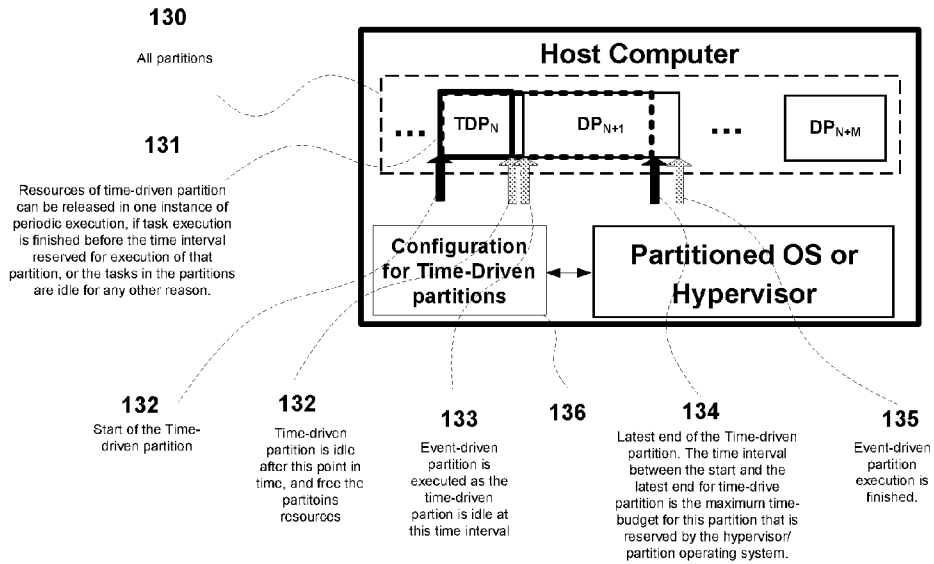 130
All partitions
131
Resources of time-driven partition
can be released in one instance of
periodic execution, if task execution
is finished before the time interval
reserved for execution of that
partition, or the tasks in the partitions
are idle for any other reason.
Host Computer
...
TDPN
DPN+1
...
DPN+M
Configuration
for Time-Driven
partitions
Partitioned OS or
Hypervisor
132
Start of the Time-
driven partition
132
Time-driven
partition is idle
after this point in
time, and free the
partitoins
resources
133
Event-driven
partition is
executed as the
time-driven
partion is idle at
this time interval
136
134
Latest end of the Time-driven
partition. The time interval
between the start and the
latest end for time-drive
partition is the maximum time-
budget for this partition that is
reserved by the hypervisor/
partition operating system.
135
Event-driven
partition
execution is
finished.